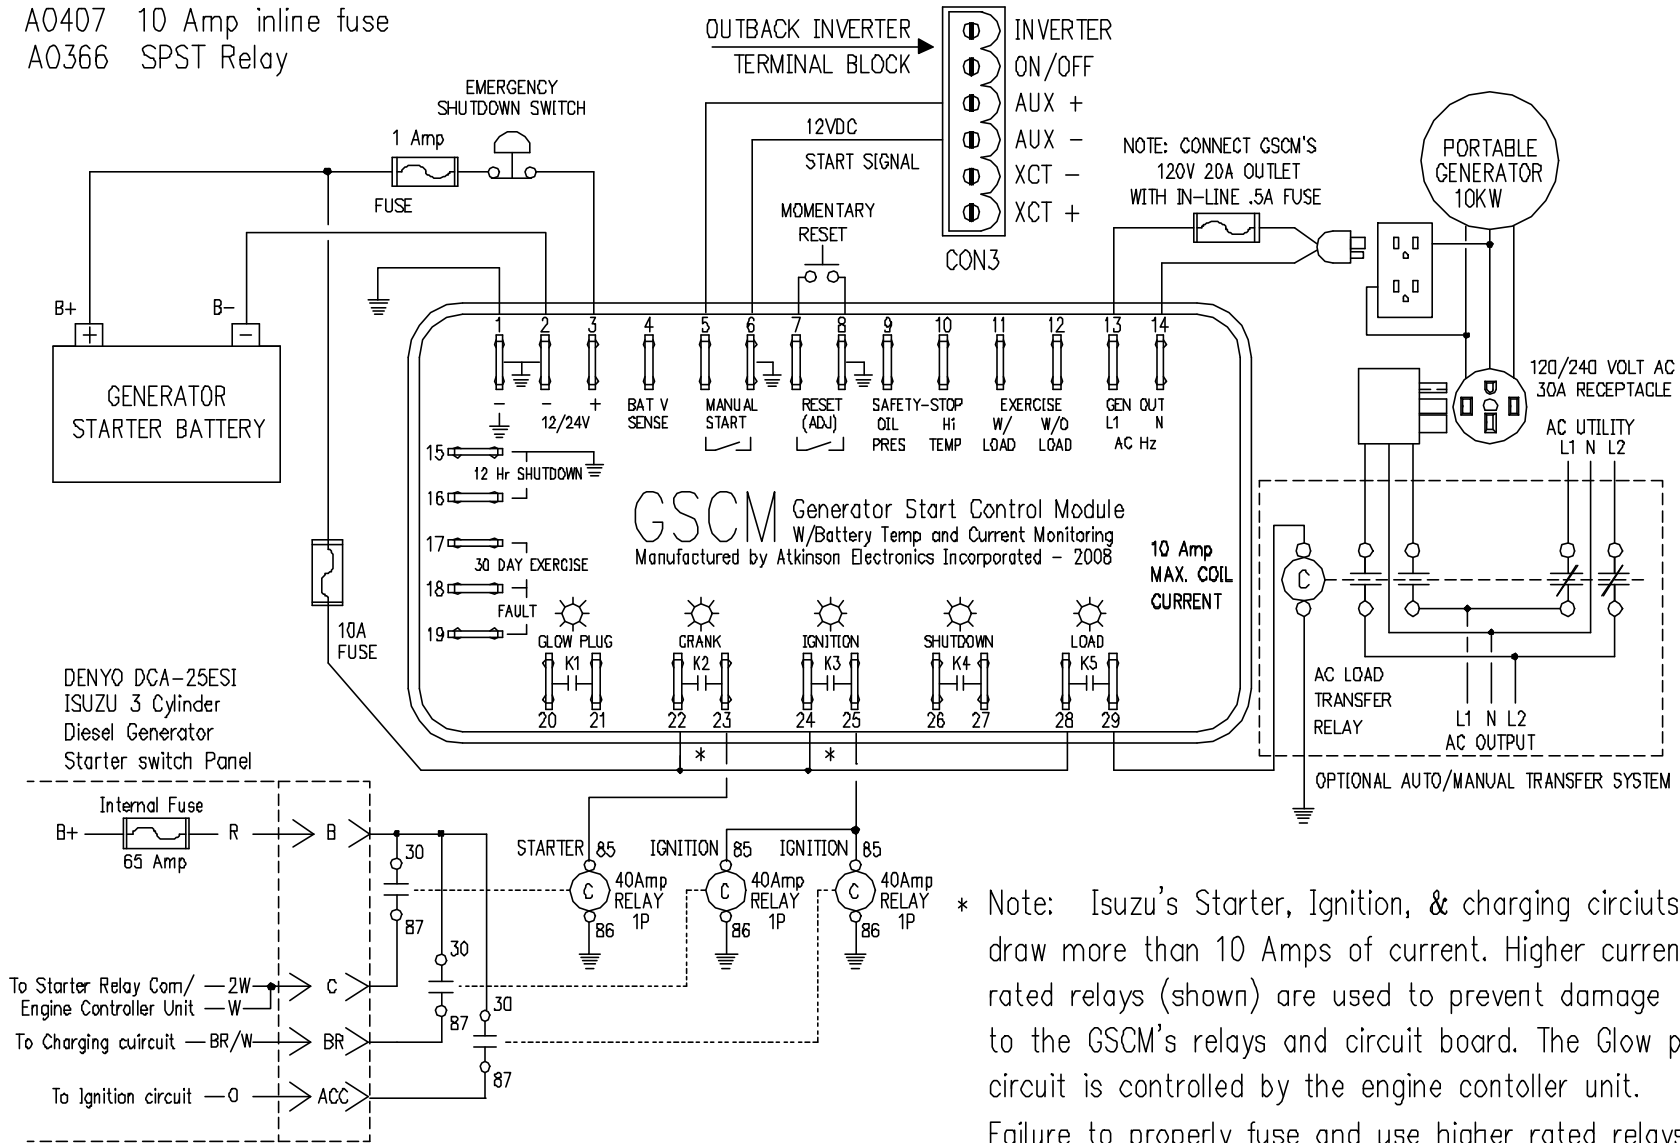 A0407 10 Amp inline fuse
A0366 SPST Relay
EMERGENCY
SHUTDOWN SWITCH
1 Amp
FUSE
OUTBACK INVERTER
TERMINAL BLOCK
INVERTER
ON/OFF
AUX +
AUX -
XCT -
XCT +
CON3
12VDC
START SIGNAL
MOMENTARY
RESET
NOTE: CONNECT GSCM'S
120V 20A OUTLET
WITH IN-LINE .5A FUSE
PORTABLE
GENERATOR
10KW
120/240 VOLT AC
30A RECEPTACLE
B+
B-
+
-
GENERATOR
STARTER BATTERY
1 2 3 4 5 6 7 8 9 10 11 12 13 14
-
-
+
12/24V
BAT V
SENSE
MANUAL
START
RESET
(ADJ)
SAFETY-STOP
OIL
PRES
Hi
TEMP
EXERCISE
W/
LOAD
W/O
LOAD
GEN OUT
L1 N
AC Hz
15
12 Hr SHUTDOWN
16
17
30 DAY EXERCISE
18
FAULT
19
GSCM Generator Start Control Module
W/Battery Temp and Current Monitoring
Manufactured by Atkinson Electronics Incorporated - 2008
10 Amp
MAX. COIL
CURRENT
GLOW PLUG
K1
20 21
CRANK
K2
22 23
IGNITION
K3
24 25
SHUTDOWN
K4
26 27
LOAD
K5
28 29
*
*
AC UTILITY
L1 N L2
C
AC LOAD
TRANSFER
RELAY
L1 N L2
AC OUTPUT
OPTIONAL AUTO/MANUAL TRANSFER SYSTEM
10A
FUSE
DENYO DCA-25ESI
ISUZU 3 Cylinder
Diesel Generator
Starter switch Panel
Internal Fuse
B+
65 Amp
R
B
30
87
30
87
30
87
To Starter Relay Com/ 2W
Engine Controller Unit W
C
To Charging cuircuit BR/W BR
To Ignition circuit O ACC
STARTER 85
C
40Amp
RELAY
1P
86
IGNITION 85
C
40Amp
RELAY
1P
86
IGNITION 85
C
40Amp
RELAY
1P
86
* Note: Isuzu's Starter, Ignition, & charging circiuts
draw more than 10 Amps of current. Higher curren
rated relays (shown) are used to prevent damage
to the GSCM's relays and circuit board. The Glow p
circuit is controlled by the engine contoller unit.
Failure to properly fuse and use higher rated relays